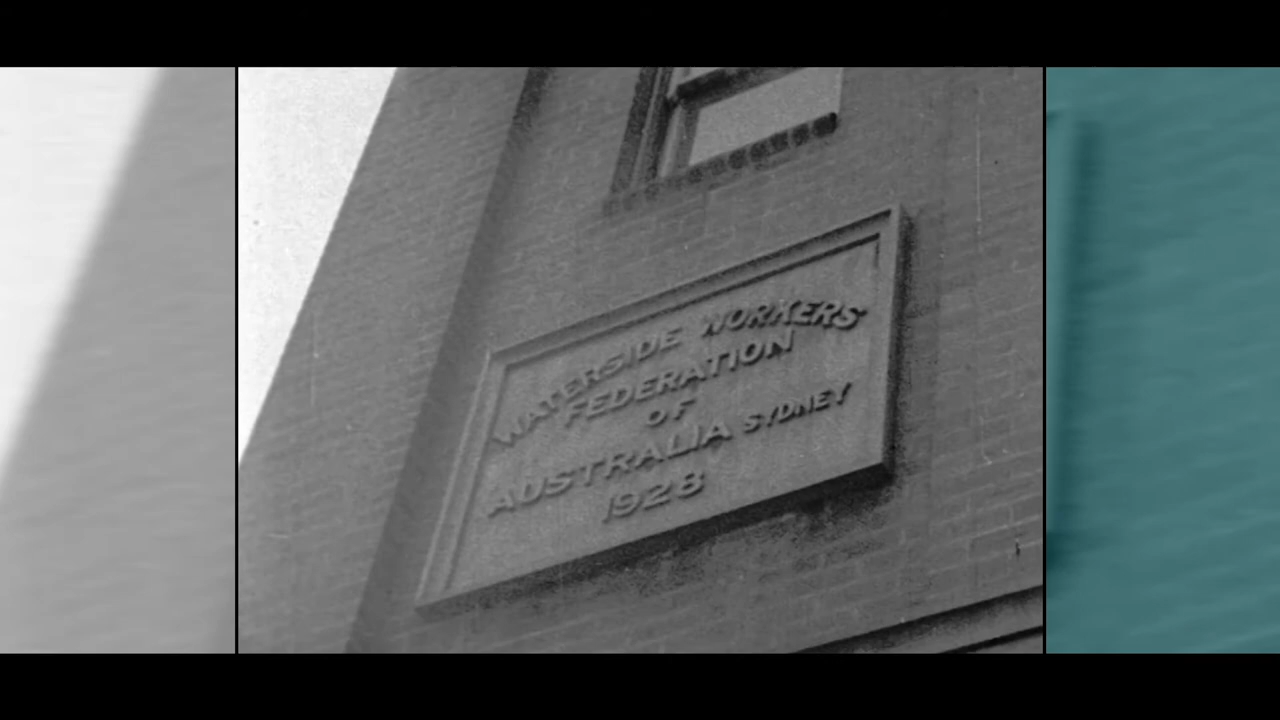 WATERSIDE WORKERS'
FEDERATION
OF
AUSTRALIA SYDNEY
1928